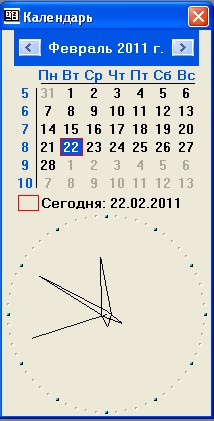 Календарь
Февраль 2011 г.
Пн Вт Ср Чт Пт Сб Вс
5 31 1 2 3 4 5 6
6 7 8 9 10 11 12 13
7 14 15 16 17 18 19 20
8 21 22 23 24 25 26 27
9 28 1 2 3 4 5 6
10 7 8 9 10 11 12 13
Сегодня: 22.02.2011